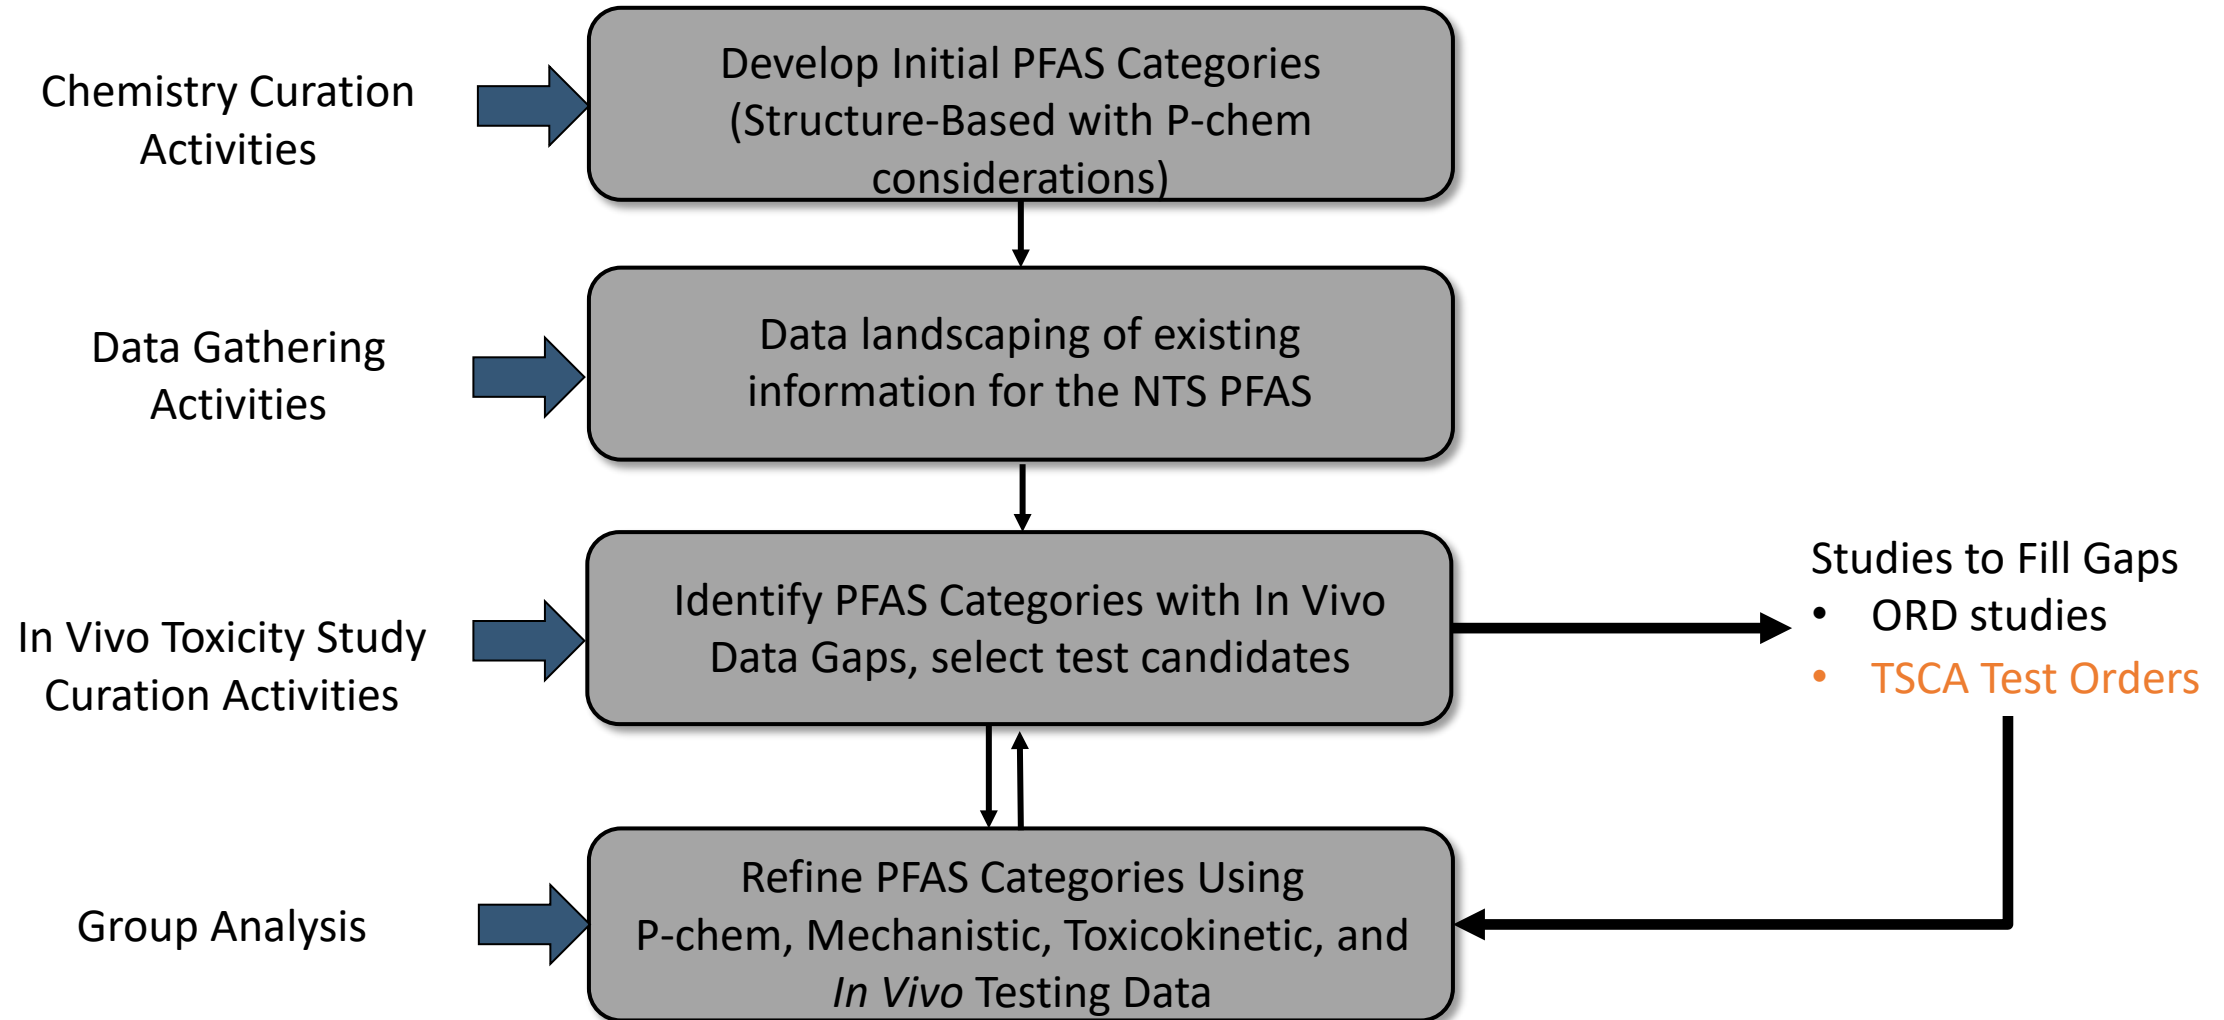 Chemistry Curation
Activities
Develop Initial PFAS Categories
(Structure-Based with P-chem
considerations)
Data Gathering
Activities
Data landscaping of existing
information for the NTS PFAS
In Vivo Toxicity Study
Curation Activities
Identify PFAS Categories with In Vivo
Data Gaps, select test candidates
Studies to Fill Gaps
• ORD studies
• TSCA Test Orders
Group Analysis
Refine PFAS Categories Using
P-chem, Mechanistic, Toxicokinetic, and
In Vivo Testing Data